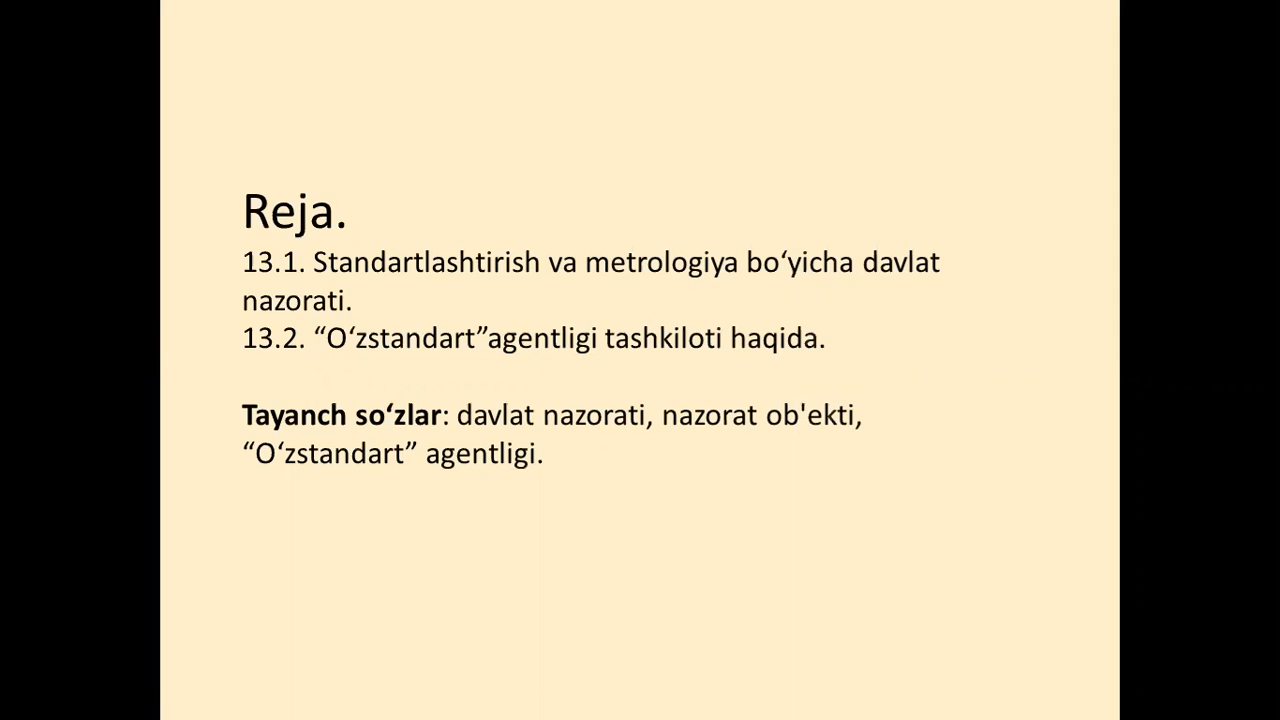 Reja.
13.1. Standartlashtirish va metrologiya bo‘yicha davlat
nazorati.
13.2. “O‘zstandart”agentligi tashkiloti haqida.
Tayanch so‘zlar: davlat nazorati, nazorat ob'ekti,
“O‘zstandart” agentligi.